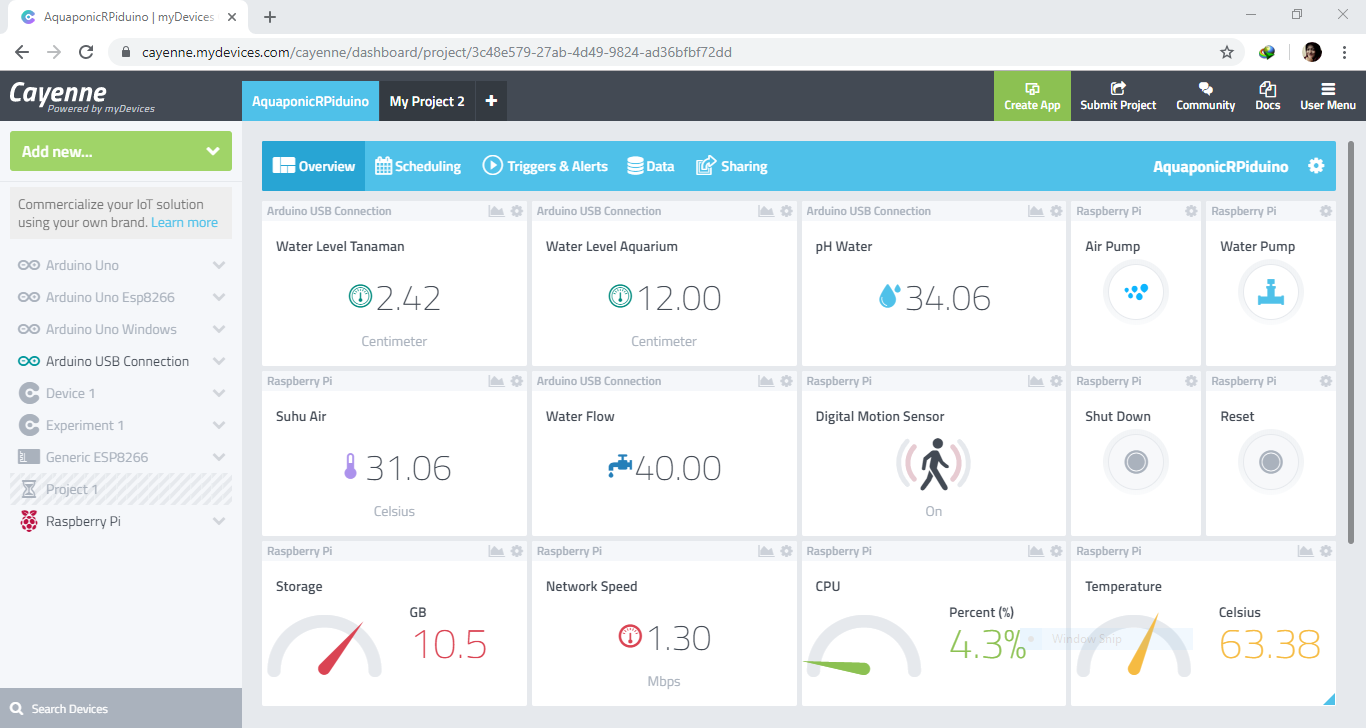 AquaponicRPiduino | myDevices
cayenne.mydevices.com/cayenne/dashboard/project/3c48e579-27ab-4d49-9824-ad36bfbf72dd
Cayenne
Powered by myDevices
AquaponicRPiduino
My Project 2
Create App
Submit Project
Community
Docs
User Menu
Add new...
Commercialize your IoT solution
using your own brand. Learn more
Arduino Uno
Arduino Uno Esp8266
Arduino Uno Windows
Arduino USB Connection
Device 1
Experiment 1
Generic ESP8266
Project 1
Raspberry Pi
Search Devices
Overview
Scheduling
Triggers & Alerts
Data
Sharing
AquaponicRPiduino
Arduino USB Connection
Water Level Tanaman
2.42
Centimeter
Arduino USB Connection
Water Level Aquarium
12.00
Centimeter
Arduino USB Connection
pH Water
34.06
Raspberry Pi
Air Pump
Raspberry Pi
Water Pump
Raspberry Pi
Suhu Air
31.06
Celsius
Arduino USB Connection
Water Flow
40.00
Raspberry Pi
Digital Motion Sensor
On
Raspberry Pi
Shut Down
Raspberry Pi
Reset
Raspberry Pi
Storage
GB
10.5
Raspberry Pi
Network Speed
1.30
Mbps
Raspberry Pi
CPU
Percent (%)
4.3%
Window Snip
Raspberry Pi
Temperature
Celsius
63.38